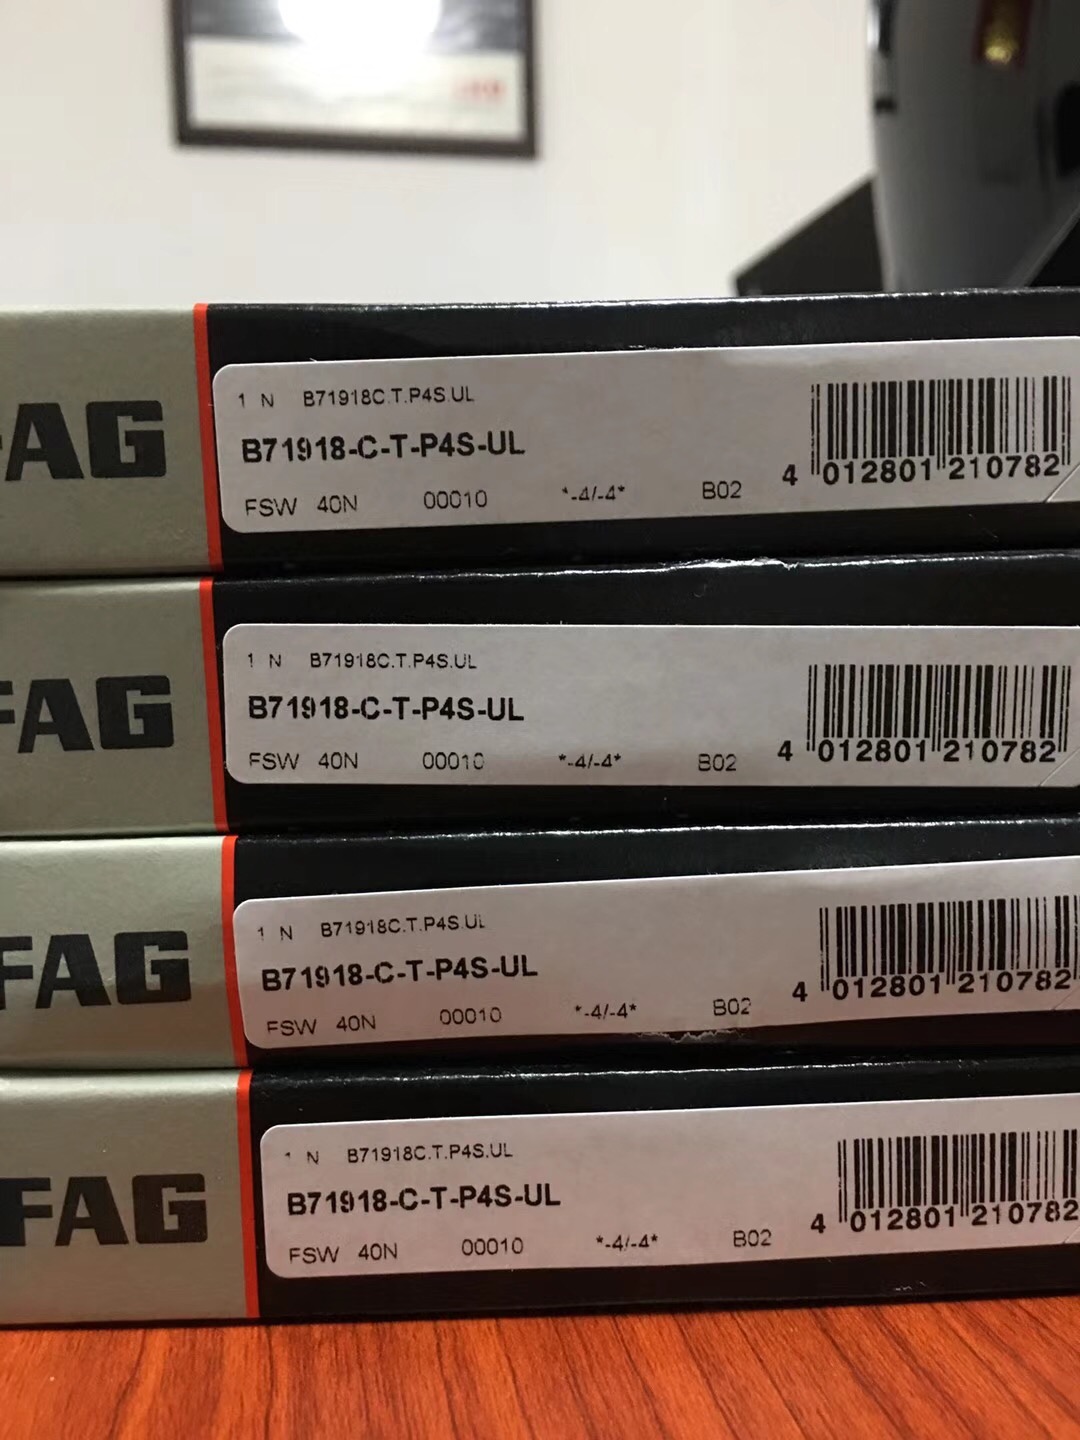 FAG
1 N B71918C.T.P4S.UL
B71918-C-T-P4S-UL
FSW 40N 00010 *-4/-4* B02
4 012801 210782
FAG
1 N B71918C.T.P4S.UL
B71918-C-T-P4S-UL
FSW 40N 00010 *-4/-4* B02
4 012801 210782
FAG
1 N B71918C.T.P4S.UL
B71918-C-T-P4S-UL
FSW 40N 00010 *-4/-4* B02
4 012801 210782
FAG
1 N B71918C.T.P4S.UL
B71918-C-T-P4S-UL
FSW 40N 00010 *-4/-4* B02
4 012801 210782